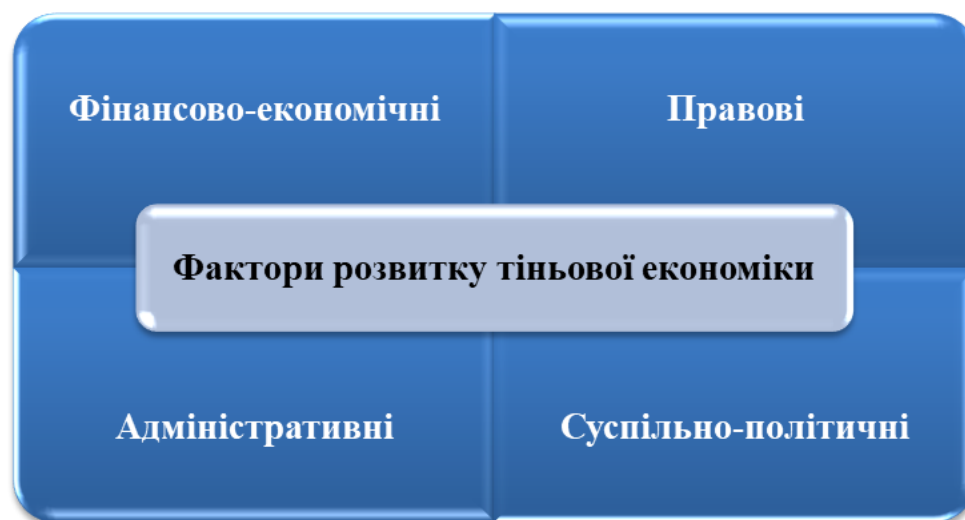 Фінансово-економічні
Правові
Фактори розвитку тіньової економіки
Адміністративні
Суспільно-політичні